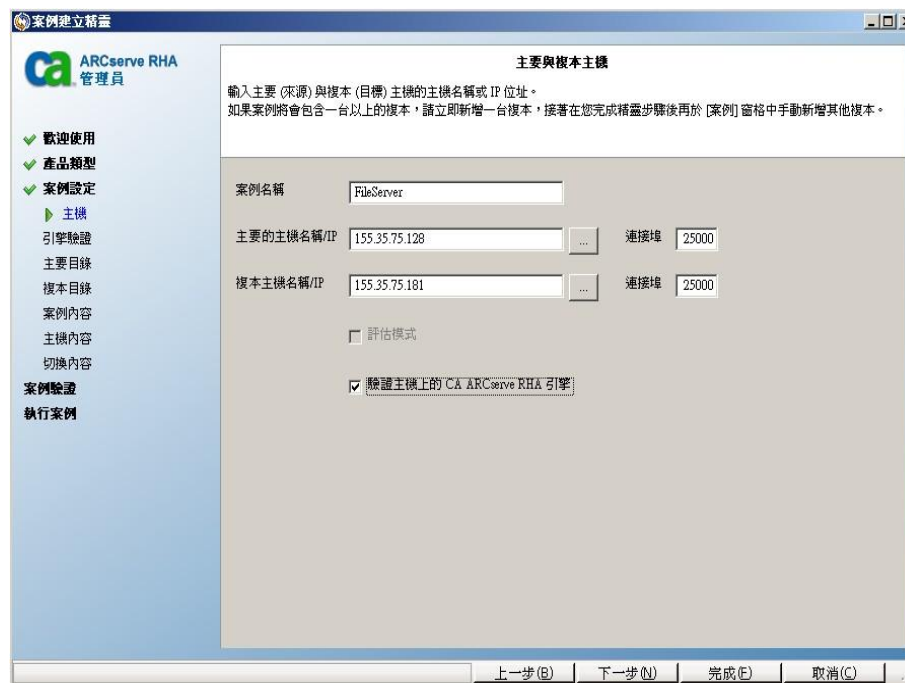 案例建立精靈
ca ARCserve RHA
管理員
歡迎使用
產品類型
案例設定
主機
引擎驗證
主要目錄
複本目錄
案例內容
主機內容
切換內容
案例驗證
執行案例
主要與複本主機
輸入主要 (來源) 與複本 (目標) 主機的主機名稱或 IP 位址。
如果案例將會包含一台以上的複本，請立即新增一台複本，接著在您完成精靈步驟後再於 [案例] 窗格中手動新增其他複本。
案例名稱 FileServer
主要的主機名稱/IP 155.35.75.128 ... 連接埠 25000
複本主機名稱/IP 155.35.75.181 ... 連接埠 25000
評估模式
驗證主機上的 CA ARCserve RHA 引擎
上一步(B) 下一步(N) 完成(F) 取消(C)